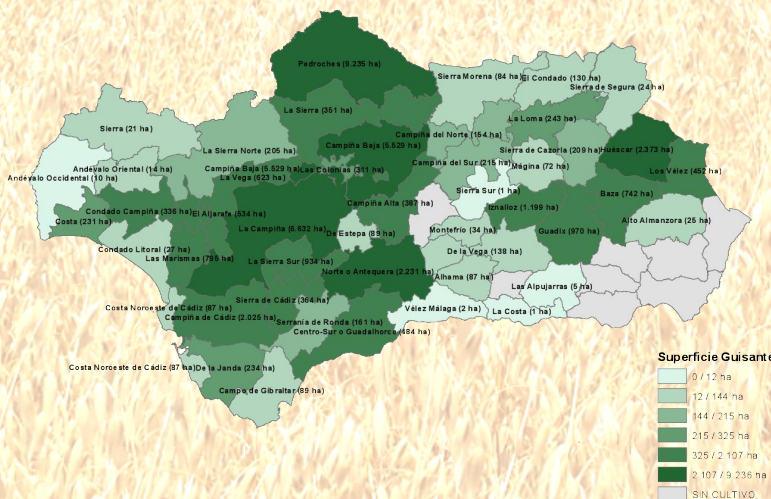 Pedroches (9.235 ha)
Sierra Morena (84 ha)
El Condado (130 ha)
Sierra de Segura (24 ha)
La Sierra (351 ha)
La Loma (243 ha)
Sierra (21 ha)
Campiña del Norte (154 ha)
La Sierra Norte (205 ha)
Campiña Baja (5.529 ha)
Sierra de Cazorla (209 ha)
Huéscar (2.373 ha)
Andévalo Oriental (14 ha)
Campiña Baja (5.529 ha)
Las Colonias (311 ha)
Campiña del Sur (215 ha)
Mágina (72 ha)
Los Vélez (452 ha)
Andévalo Occidental (10 ha)
La Vega (623 ha)
Sierra Sur (1 ha)
Baza (742 ha)
Campiña Alta (387 ha)
Iznalloz (1.199 ha)
Condado Campiña (336 ha)
El Aljarafe (534 ha)
Costa (231 ha)
Alto Almanzora (25 ha)
La Campiña (6.632 ha)
De Estepa (89 ha)
Montefrío (34 ha)
Guadix (970 ha)
Condado Litoral (27 ha)
De la Vega (138 ha)
Las Marismas (785 ha)
La Sierra Sur (934 ha)
Norte o Antequera (2.231 ha)
Alhama (87 ha)
Las Alpujarras (5 ha)
Sierra de Cádiz (364 ha)
Costa Noroeste de Cádiz (87 ha)
Vélez Málaga (2 ha)
La Costa (1 ha)
Campiña de Cádiz (2.025 ha)
Serranía de Ronda (161 ha)
Centro-Sur o Guadalhorce (484 ha)
Costa Noroeste de Cádiz (87 ha)
De la Janda (234 ha)
Campo de Gibraltar (89 ha)
Superficie Guisante
0 / 12 ha
12 / 144 ha
144 / 215 ha
215 / 325 ha
325 / 2 107 ha
2 107 / 9 236 ha
SIN CULTIVO